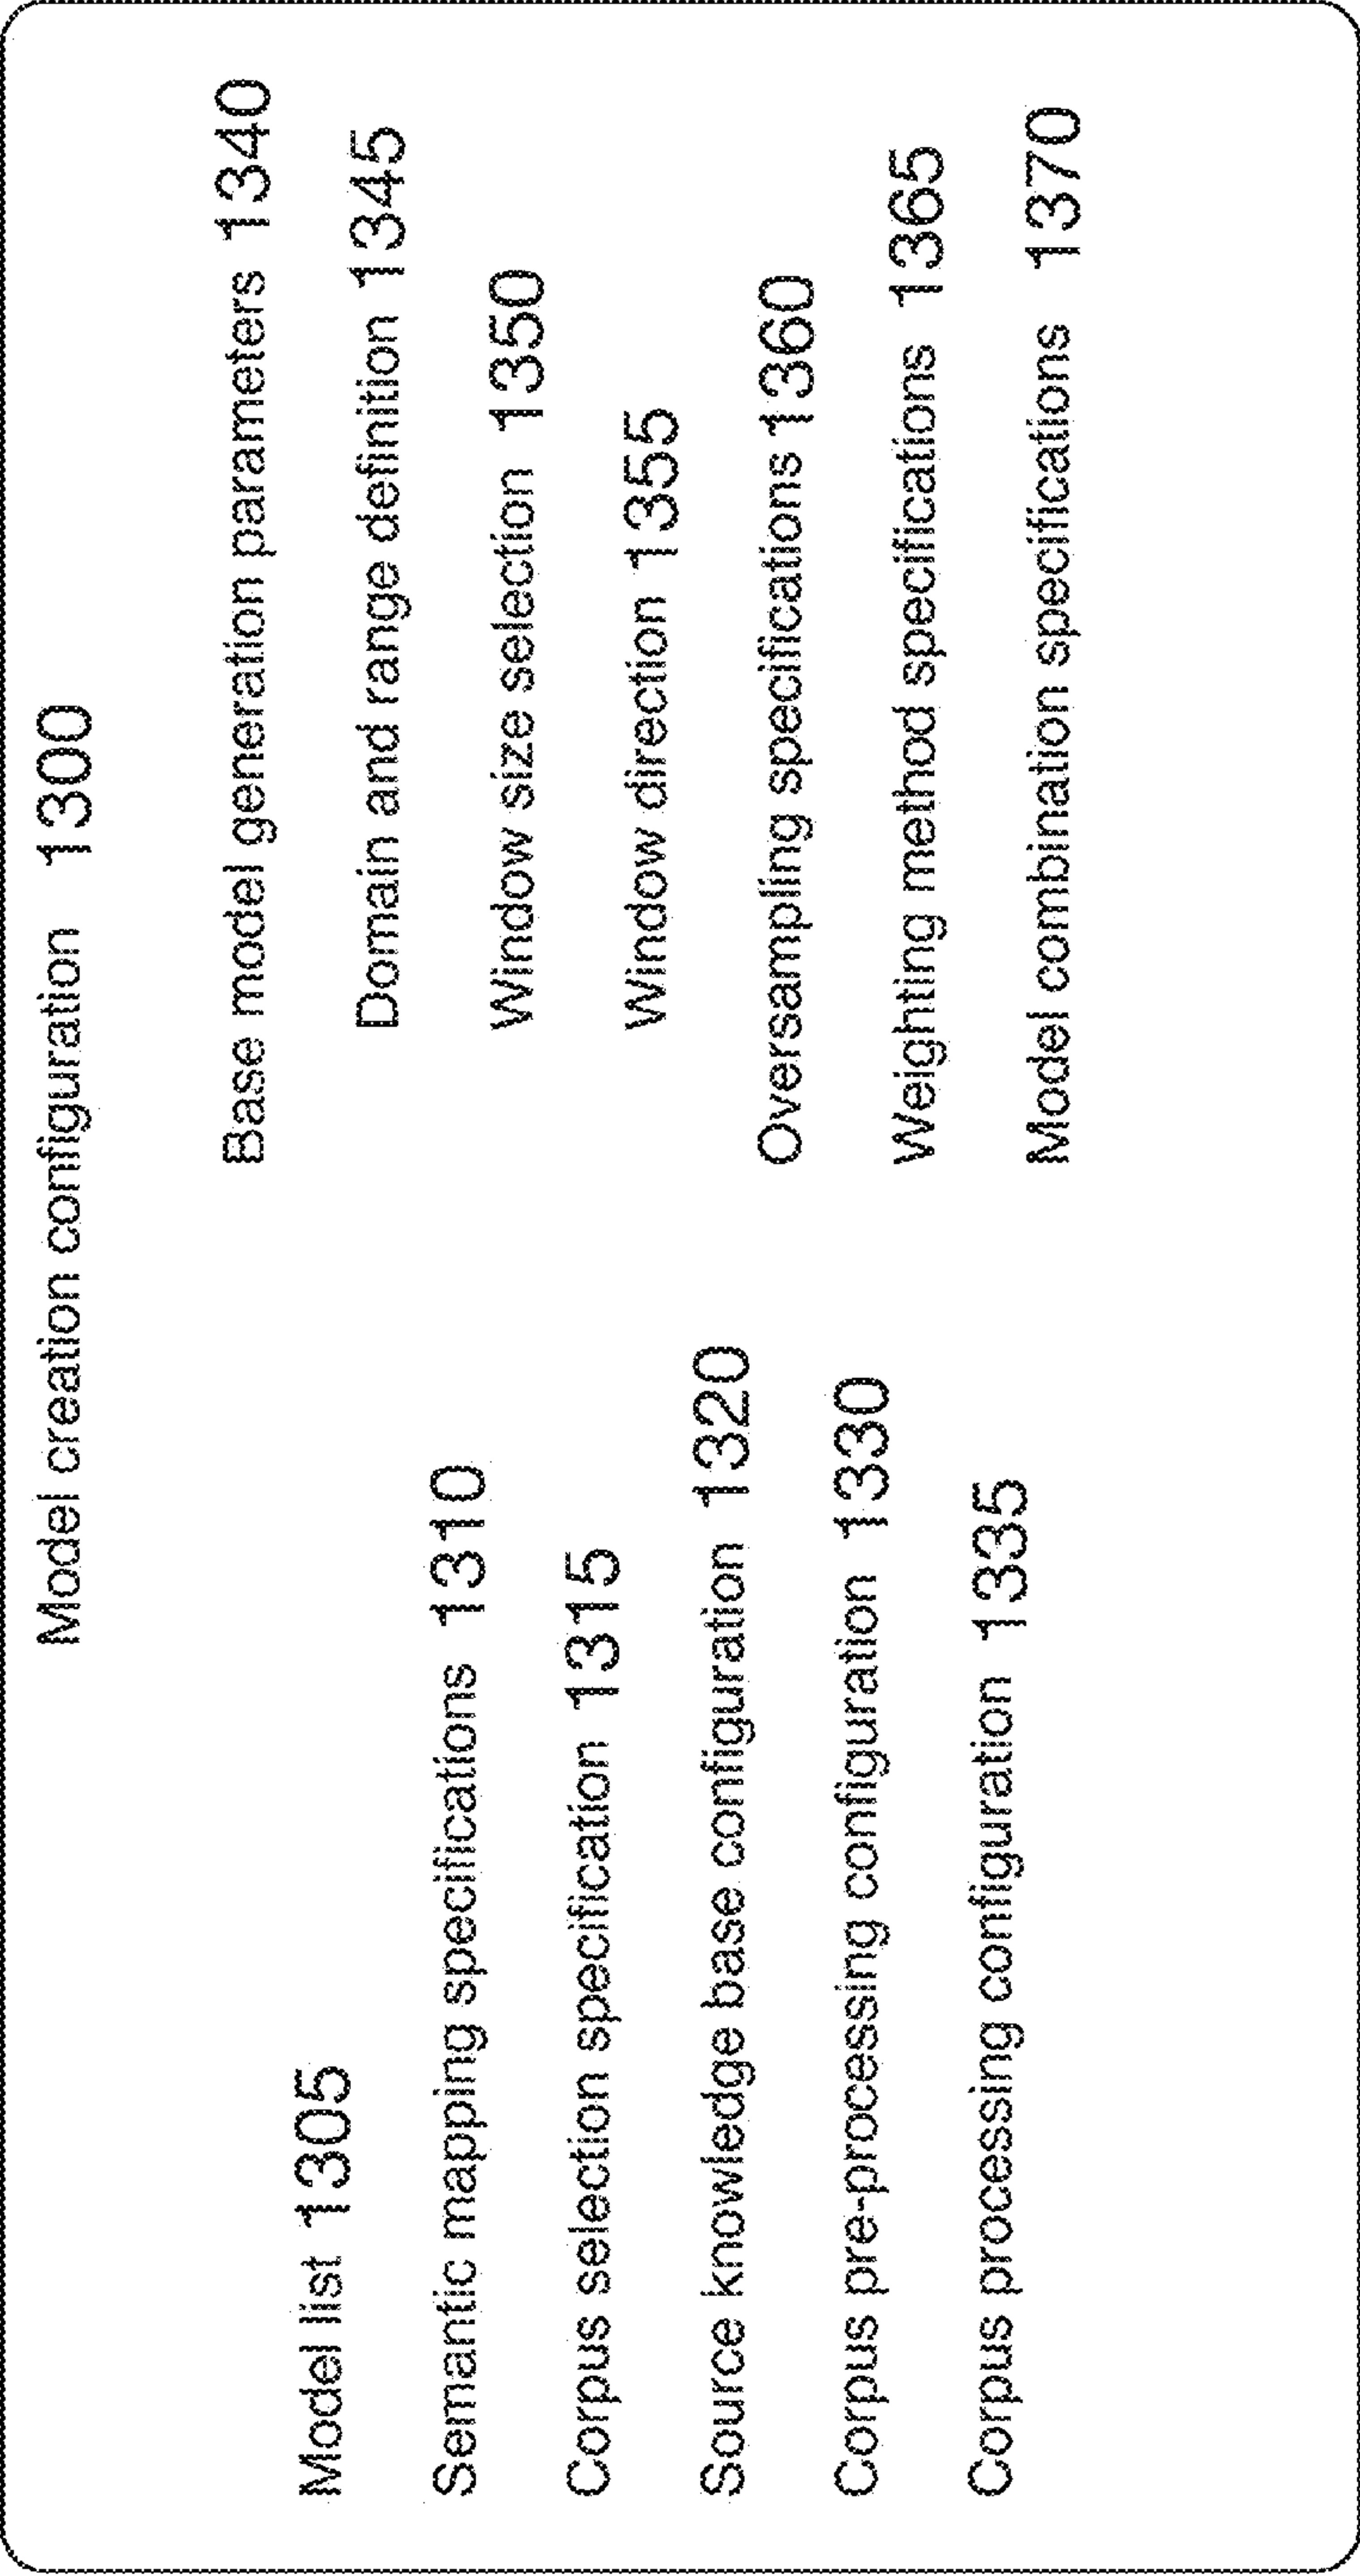 Model creation configuration 1300
Model list 1305
Semantic mapping specifications 1310
Corpus selection specification 1315
Source knowledge base configuration 1320
Corpus pre-processing configuration 1330
Corpus processing configuration 1335
Base model generation parameters 1340
Domain and range definition 1345
Window size selection 1350
Window direction 1355
Oversampling specifications 1360
Weighting method specifications 1365
Model combination specifications 1370